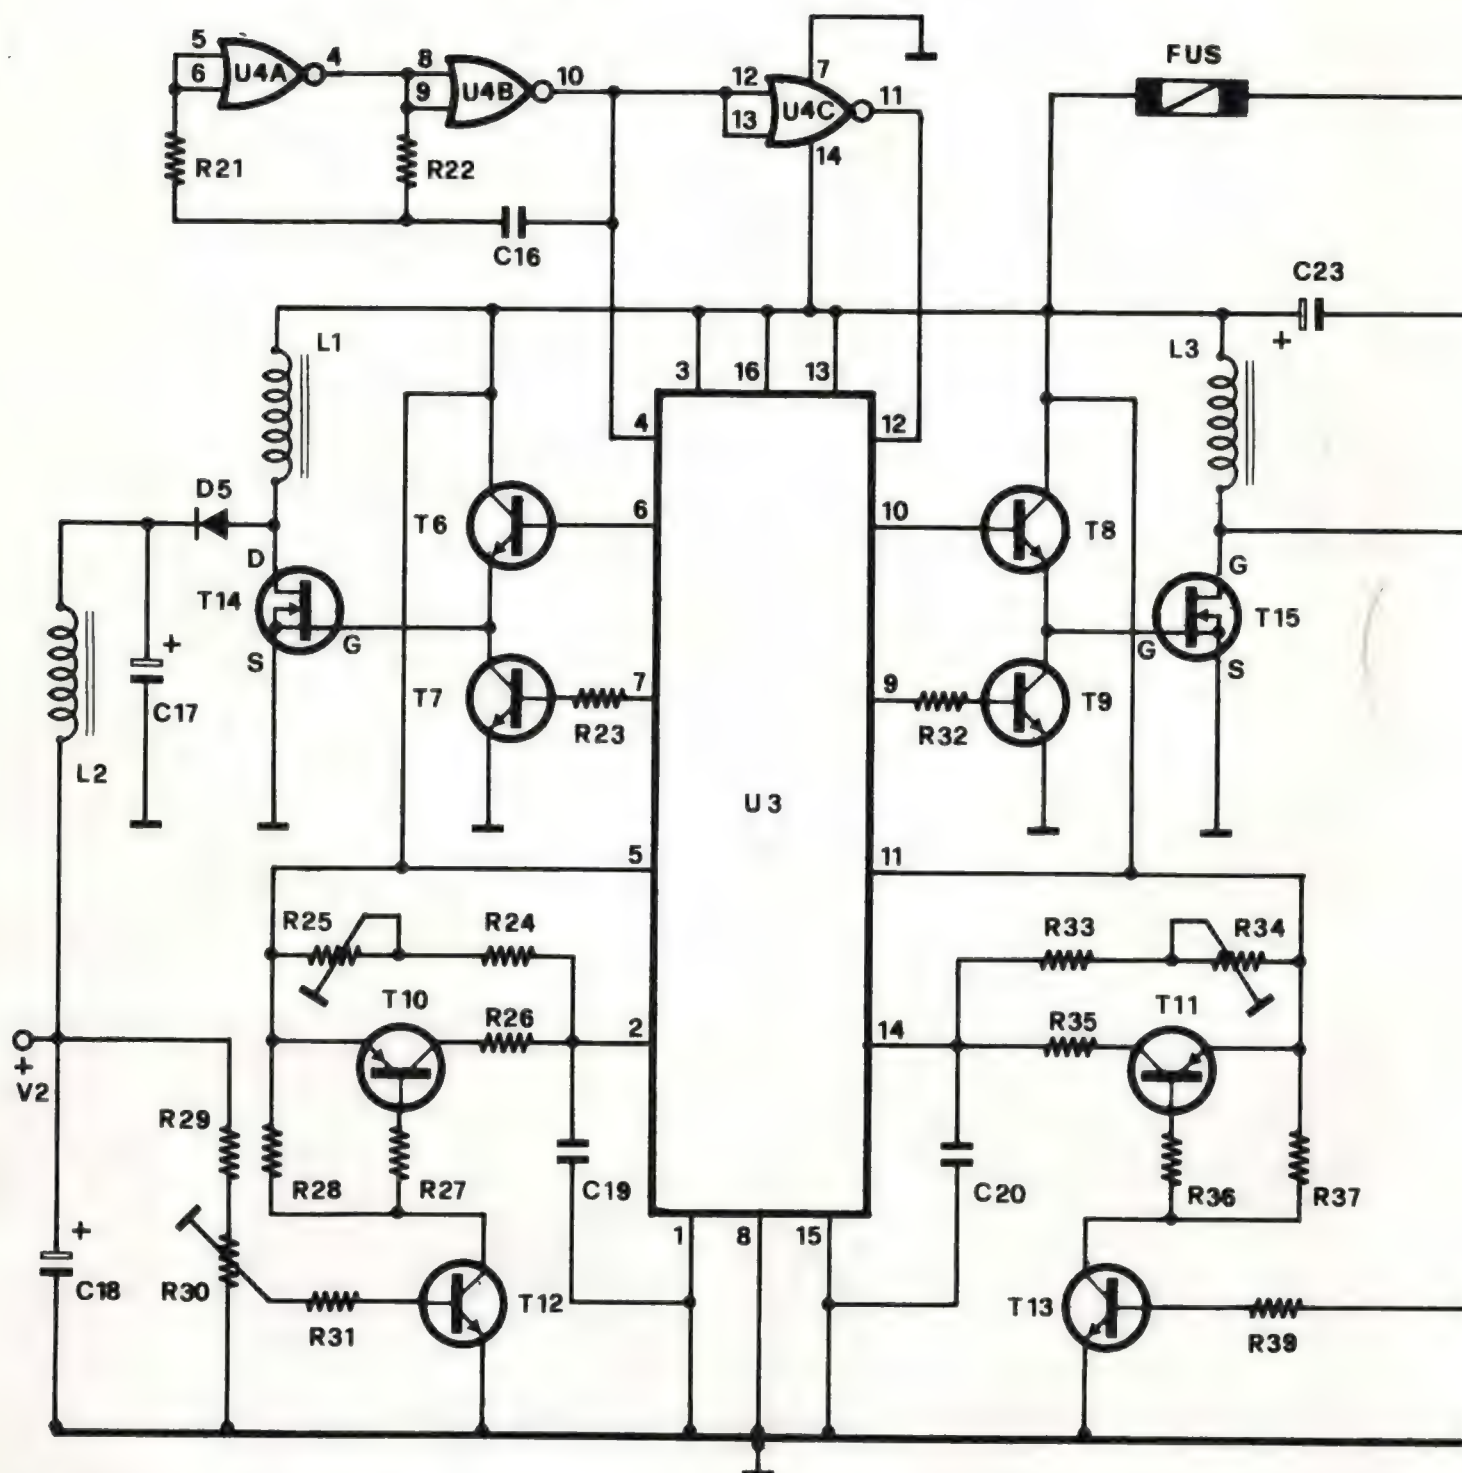 5
6
U4A
4
8
9
U4B
10
12
13
U4C
7
11
14
FUS
R21
R22
C16
C23
+
L1
L3
3
16
13
4
12
D5
T6
6
10
T8
D
G
T14
G
S
T15
G
S
+
C17
T7
R23
7
9
R32
T9
L2
U3
5
11
R25
R24
R33
R34
T10
R26
2
14
R35
T11
+
V2
R29
R28
R27
C19
C20
R36
R37
1
8
15
+
C18
R30
R31
T12
T13
R39